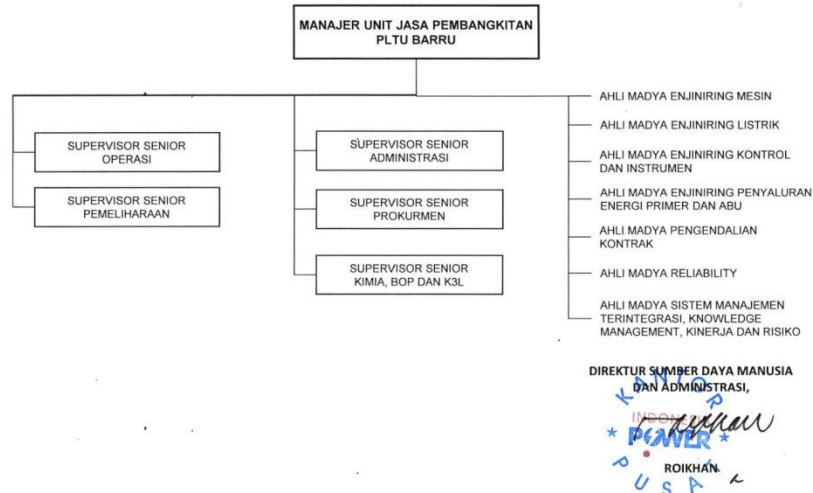 MANAJER UNIT JASA PEMBANGKITAN
PLTU BARRU
SUPERVISOR SENIOR
OPERASI
SUPERVISOR SENIOR
PEMELIHARAAN
SUPERVISOR SENIOR
ADMINISTRASI
SUPERVISOR SENIOR
PROKURMEN
SUPERVISOR SENIOR
KIMIA, BOP DAN K3L
AHLI MADYA ENJINIRING MESIN
AHLI MADYA ENJINIRING LISTRIK
AHLI MADYA ENJINIRING KONTROL
DAN INSTRUMEN
AHLI MADYA ENJINIRING PENYALURAN
ENERGI PRIMER DAN ABU
AHLI MADYA PENGENDALIAN
KONTRAK
AHLI MADYA RELIABILITY
AHLI MADYA SISTEM MANAJEMEN
TERINTEGRASI, KNOWLEDGE
MANAGEMENT, KINERJA DAN RISIKO
DIREKTUR SUMBER DAYA MANUSIA
DAN ADMINISTRASI,
KANTOR
INDONESIA
POWER
PUSAT
ROIKHAN